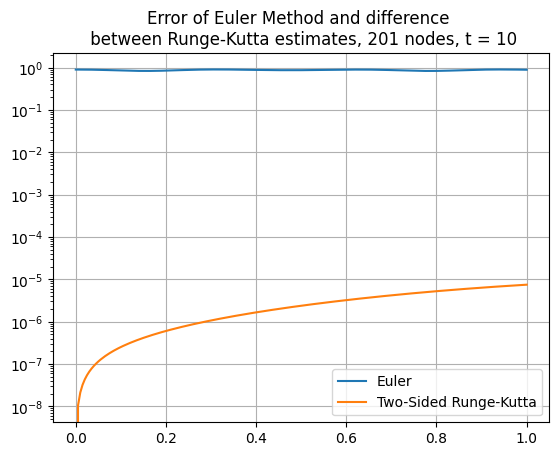 Error of Euler Method and difference
between Runge-Kutta estimates, 201 nodes, t = 10
10⁰
10⁻¹
10⁻²
10⁻³
10⁻⁴
10⁻⁵
10⁻⁶
10⁻⁷
10⁻⁸
Euler
Two-Sided Runge-Kutta
0.0 0.2 0.4 0.6 0.8 1.0